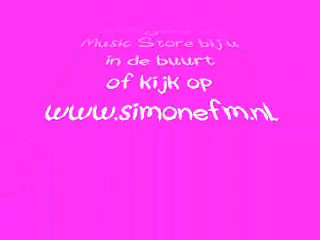 Music Store bij u
in de buurt
of kijk op
www.simonefm.nl